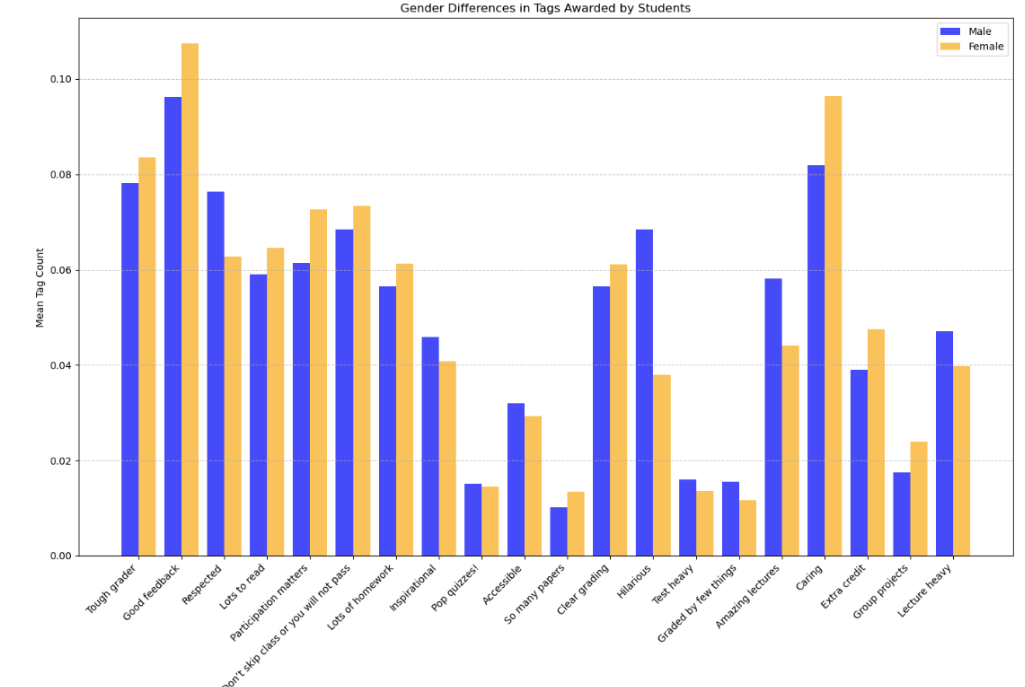 Gender Differences in Tags Awarded by Students
Male
Female
Mean Tag Count
0.10
0.08
0.06
0.04
0.02
0.00
Tough grader
Good feedback
Respected
Lots to read
Participation matters
Don't skip class or you will not pass
Lots of homework
Inspirational
Pop quizzes!
Accessible
So many papers
Clear grading
Hilarious
Test heavy
Graded by few things
Amazing lectures
Caring
Extra credit
Group projects
Lecture heavy